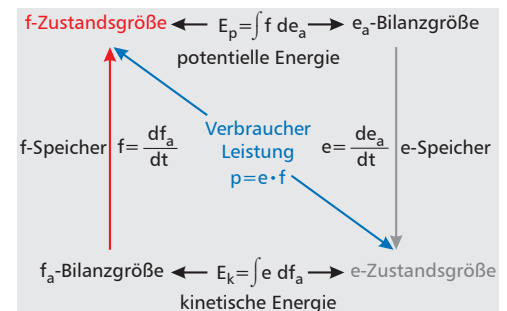 f-Zustandsgröße E_p=∫f de_a e_a-Bilanzgröße
potentielle Energie
Verbraucher
Leistung
p=e·f
f-Speicher f= df_a/dt
e= de_a/dt e-Speicher
f_a-Bilanzgröße E_k=∫e df_a e-Zustandsgröße
kinetische Energie